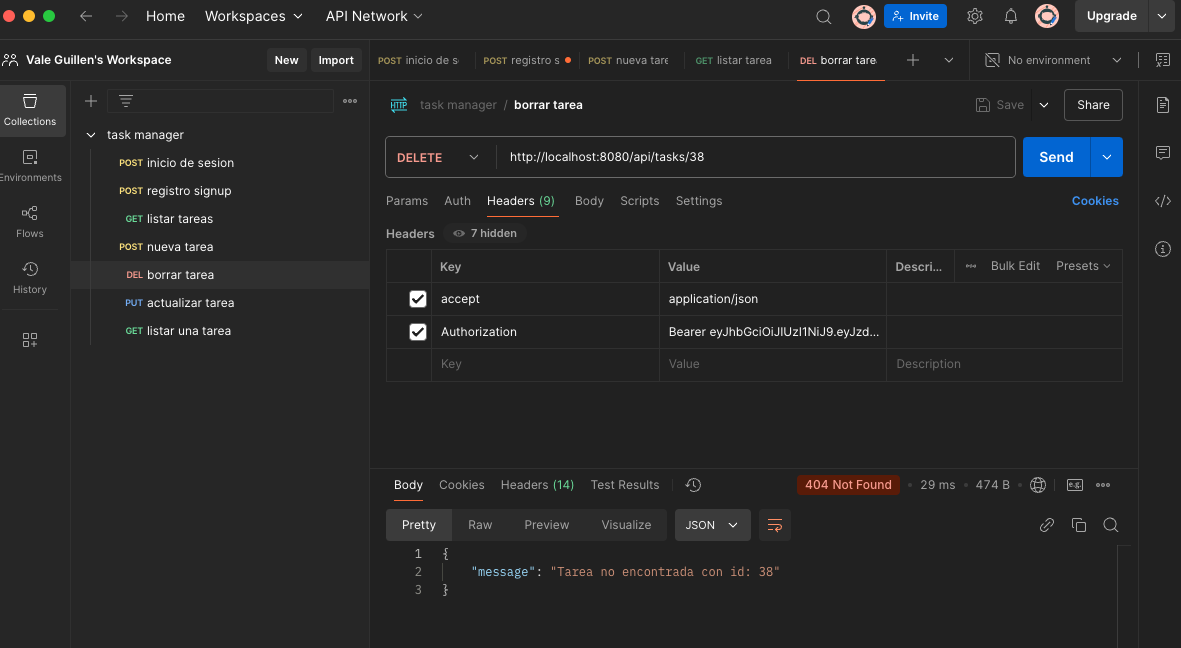 Home Workspaces API Network Invite Upgrade
Vale Guillen's Workspace New Import POST inicio de s POST registro s POST nueva tare GET listar tarea DEL borrar tare No environment
Collections
Environments
Flows
History
task manager
POST inicio de sesion
POST registro signup
GET listar tareas
POST nueva tarea
DEL borrar tarea
PUT actualizar tarea
GET listar una tarea
HTTP task manager / borrar tarea Save Share
DELETE http://localhost:8080/api/tasks/38 Send
Params Auth Headers (9) Body Scripts Settings Cookies
Headers 7 hidden
Key Value Descri... Bulk Edit Presets
accept application/json
Authorization Bearer eyJhbGciOiJIUzI1NiJ9.eyJzd...
Key Value Description
Body Cookies Headers (14) Test Results 404 Not Found 29 ms 474 B e.g
Pretty Raw Preview Visualize JSON
1 {
2 "message": "Tarea no encontrada con id: 38"
3 }